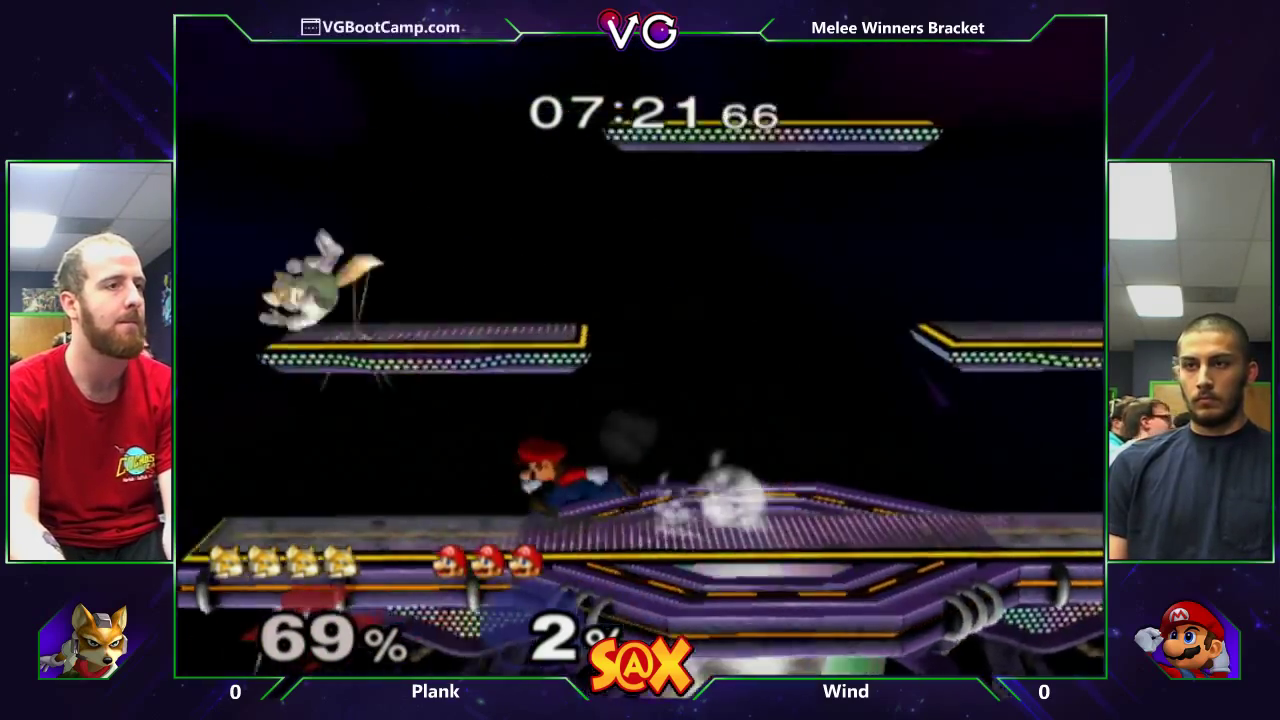 VGBootCamp.com
VG
Melee Winners Bracket
07:21 66
69%
2%
S@X
0
Plank
Wind
0